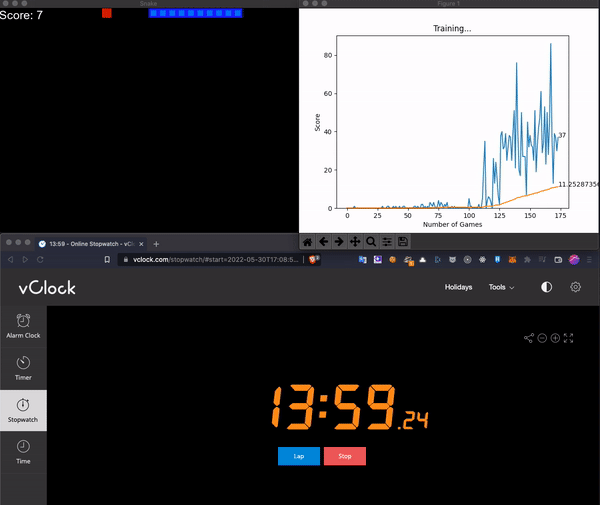 Snake
Score: 7
Figure 1
Training...
Score
80
60
40
20
0
37
11.25287356
0
25
50
75
100
125
150
175
Number of Games
13:59 - Online Stopwatch - vCl
vclock.com/stopwatch/#start=2022-05-30T17:08:5...
vClock
Holidays
Tools
Alarm Clock
Timer
Stopwatch
Time
13:59.24
Lap
Stop